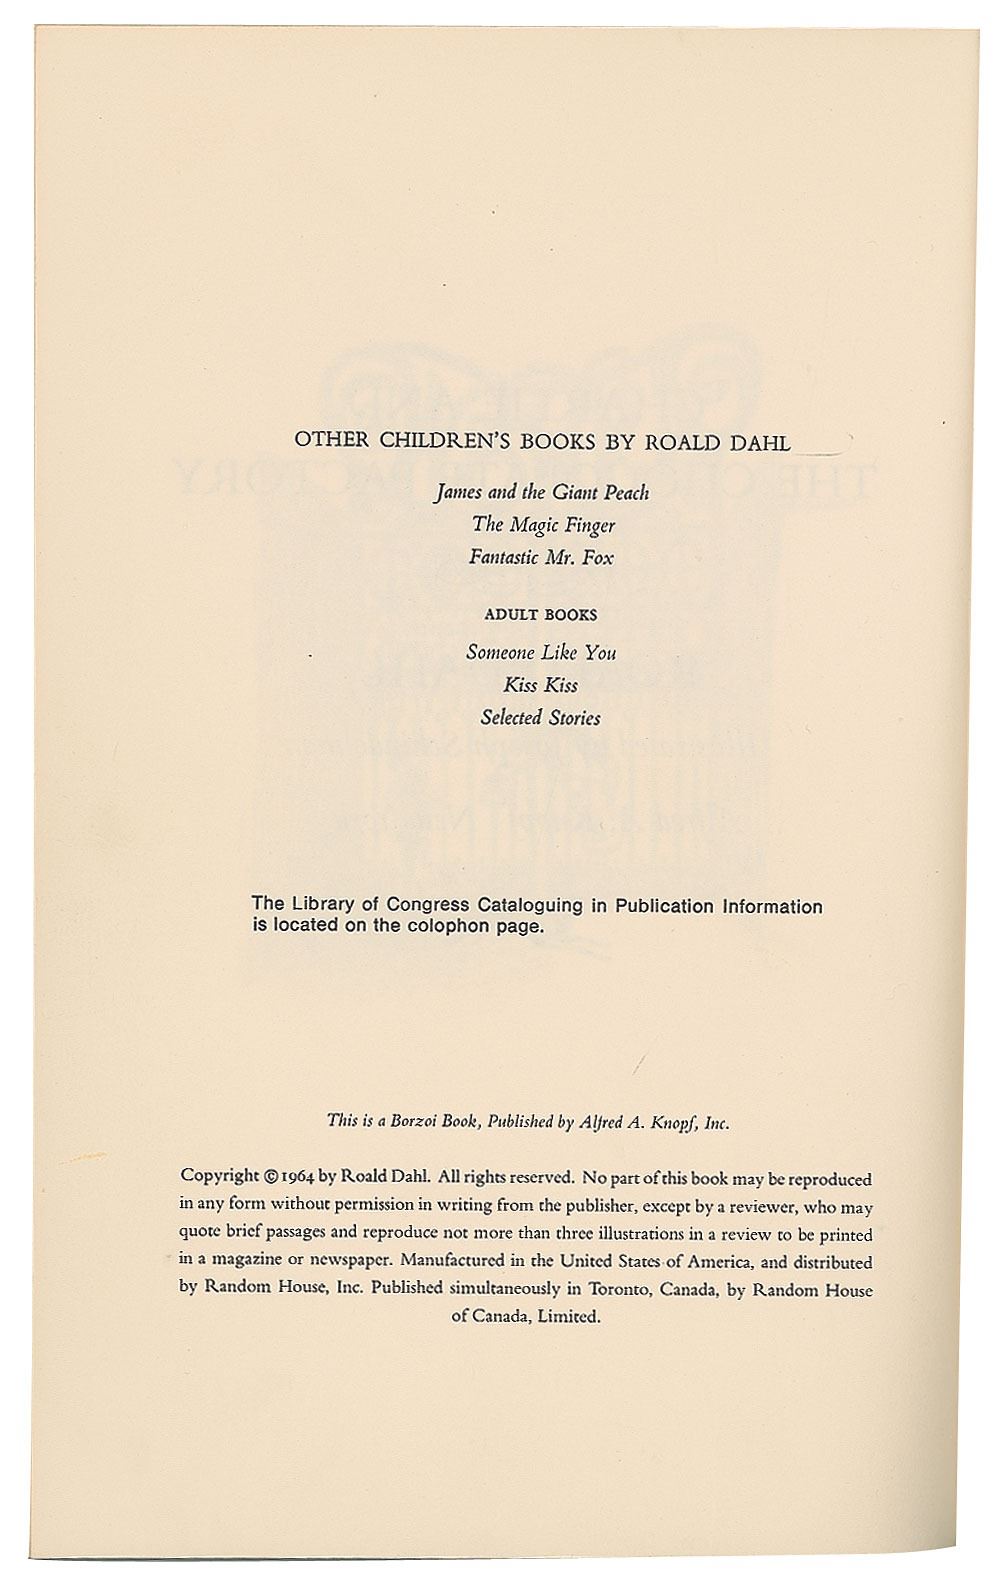 OTHER CHILDREN'S BOOKS BY ROALD DAHL
James and the Giant Peach
The Magic Finger
Fantastic Mr. Fox
ADULT BOOKS
Someone Like You
Kiss Kiss
Selected Stories
The Library of Congress Cataloguing in Publication Information
is located on the colophon page.
This is a Borzoi Book, Published by Alfred A. Knopf, Inc.
Copyright © 1964 by Roald Dahl. All rights reserved. No part of this book may be reproduced
in any form without permission in writing from the publisher, except by a reviewer, who may
quote brief passages and reproduce not more than three illustrations in a review to be printed
in a magazine or newspaper. Manufactured in the United States of America, and distributed
by Random House, Inc. Published simultaneously in Toronto, Canada, by Random House
of Canada, Limited.